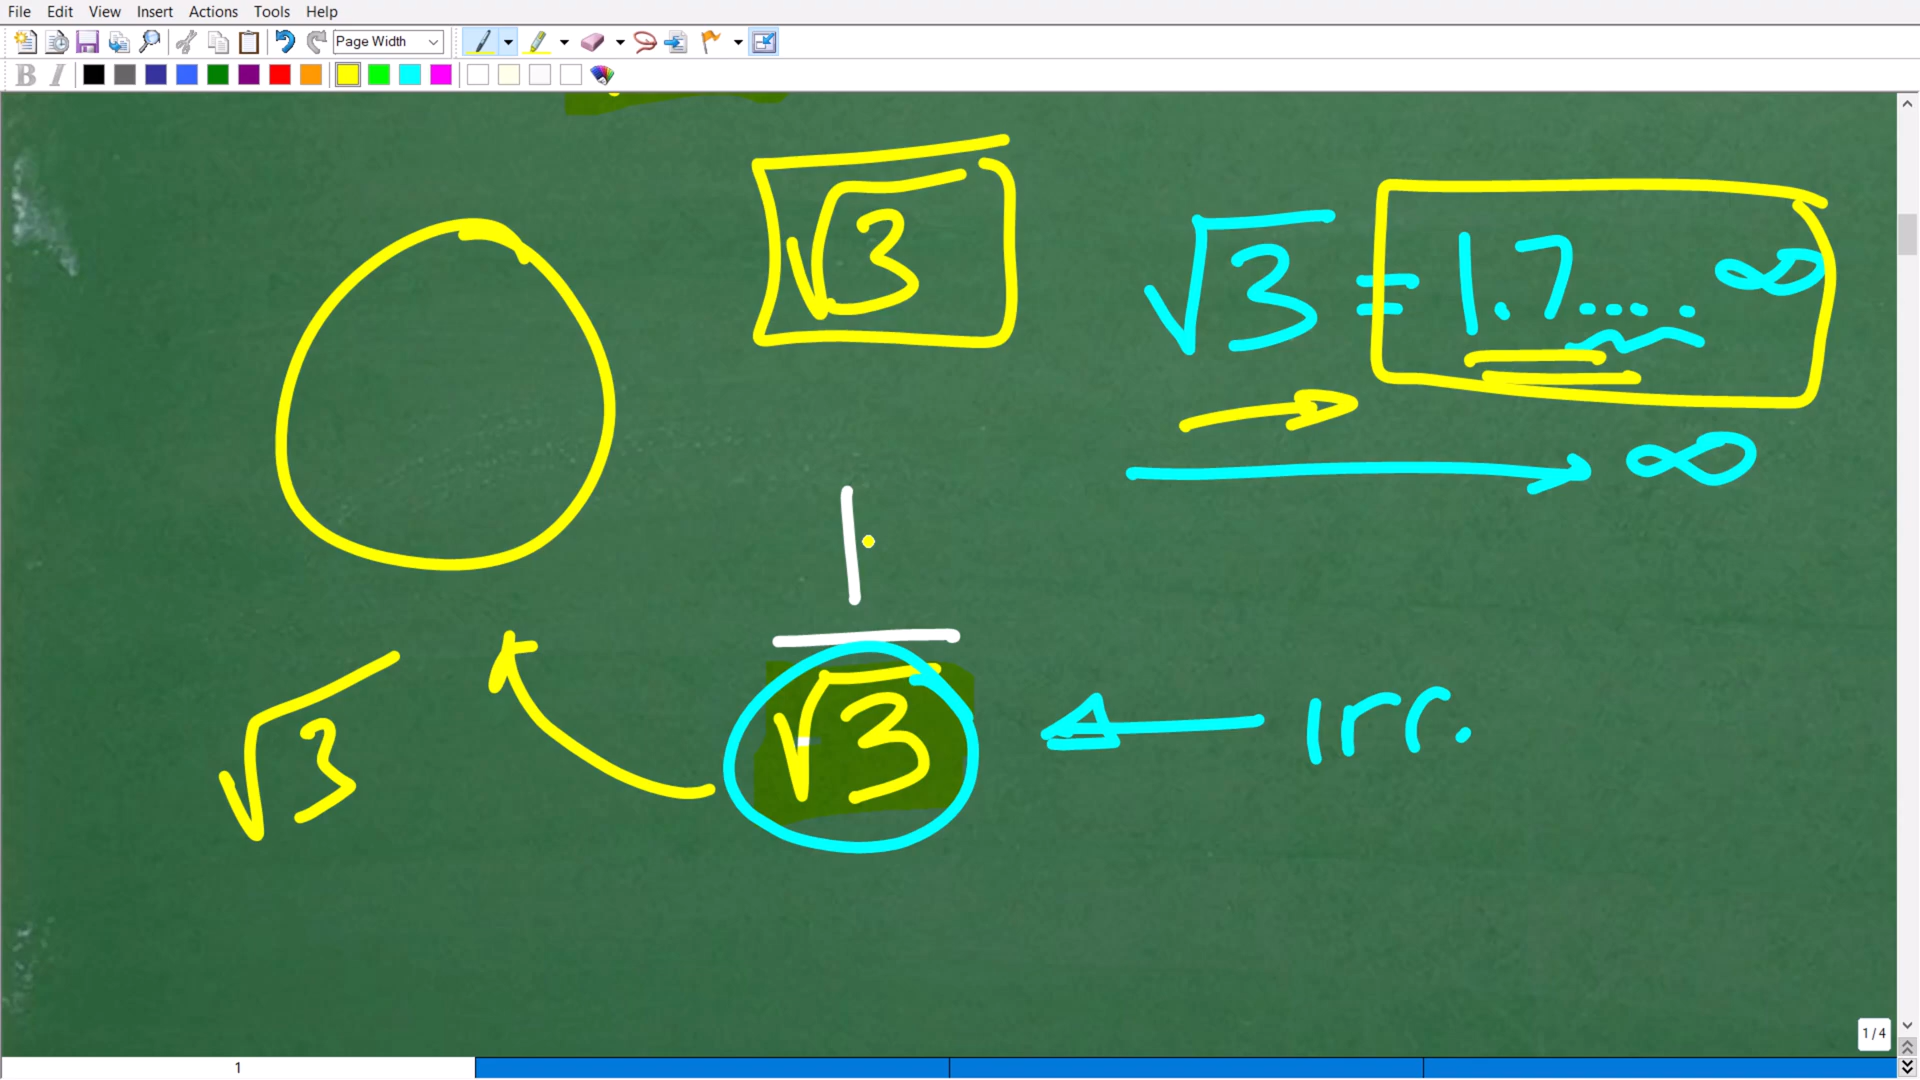 File Edit View Insert Actions Tools Help
Page Width
B I
√3
√3 = 1.7..... ∞
∞
1
√3
Irr.
√3
1 / 4
1